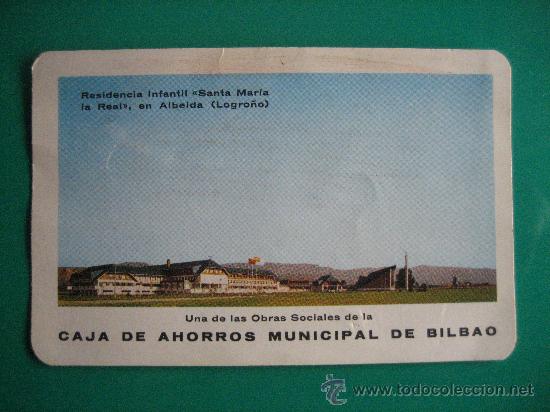 Residencia Infantil «Santa María
la Real», en Albelda (Logroño)
Una de las Obras Sociales de la
CAJA DE AHORROS MUNICIPAL DE BILBAO
© www.todocoleccion.net